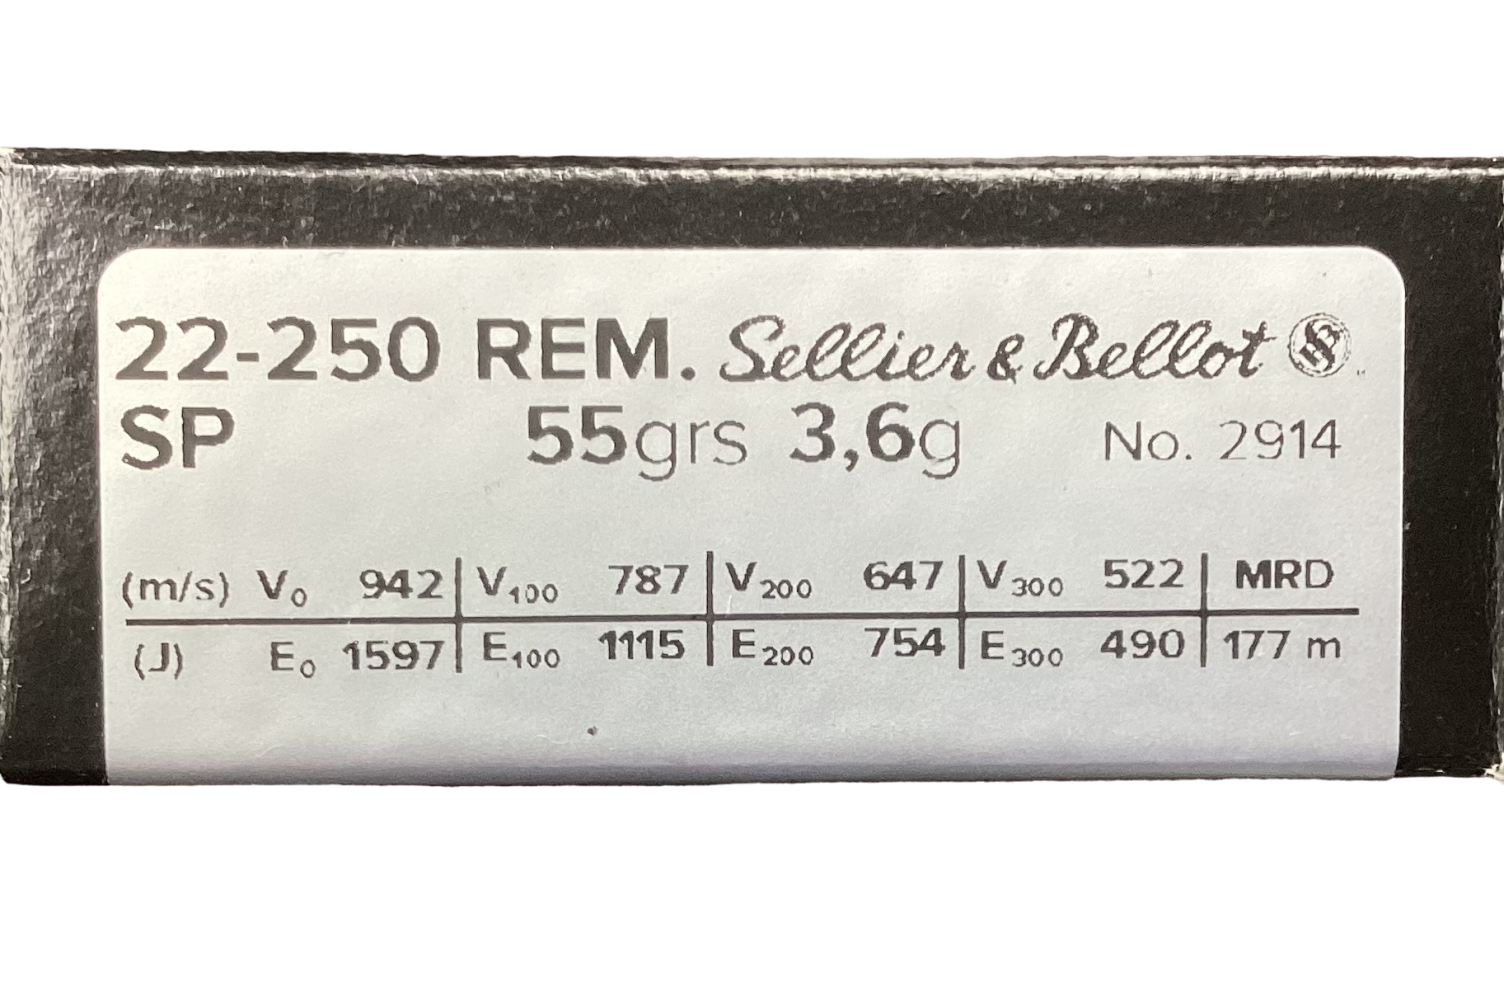 22-250 REM. Sellier & Bellot
SP 55grs 3,6g No. 2914
(m/s) V₀ 942 V₁₀₀ 787 V₂₀₀ 647 V₃₀₀ 522 MRD
(J) E₀ 1597 E₁₀₀ 1115 E₂₀₀ 754 E₃₀₀ 490 177 m